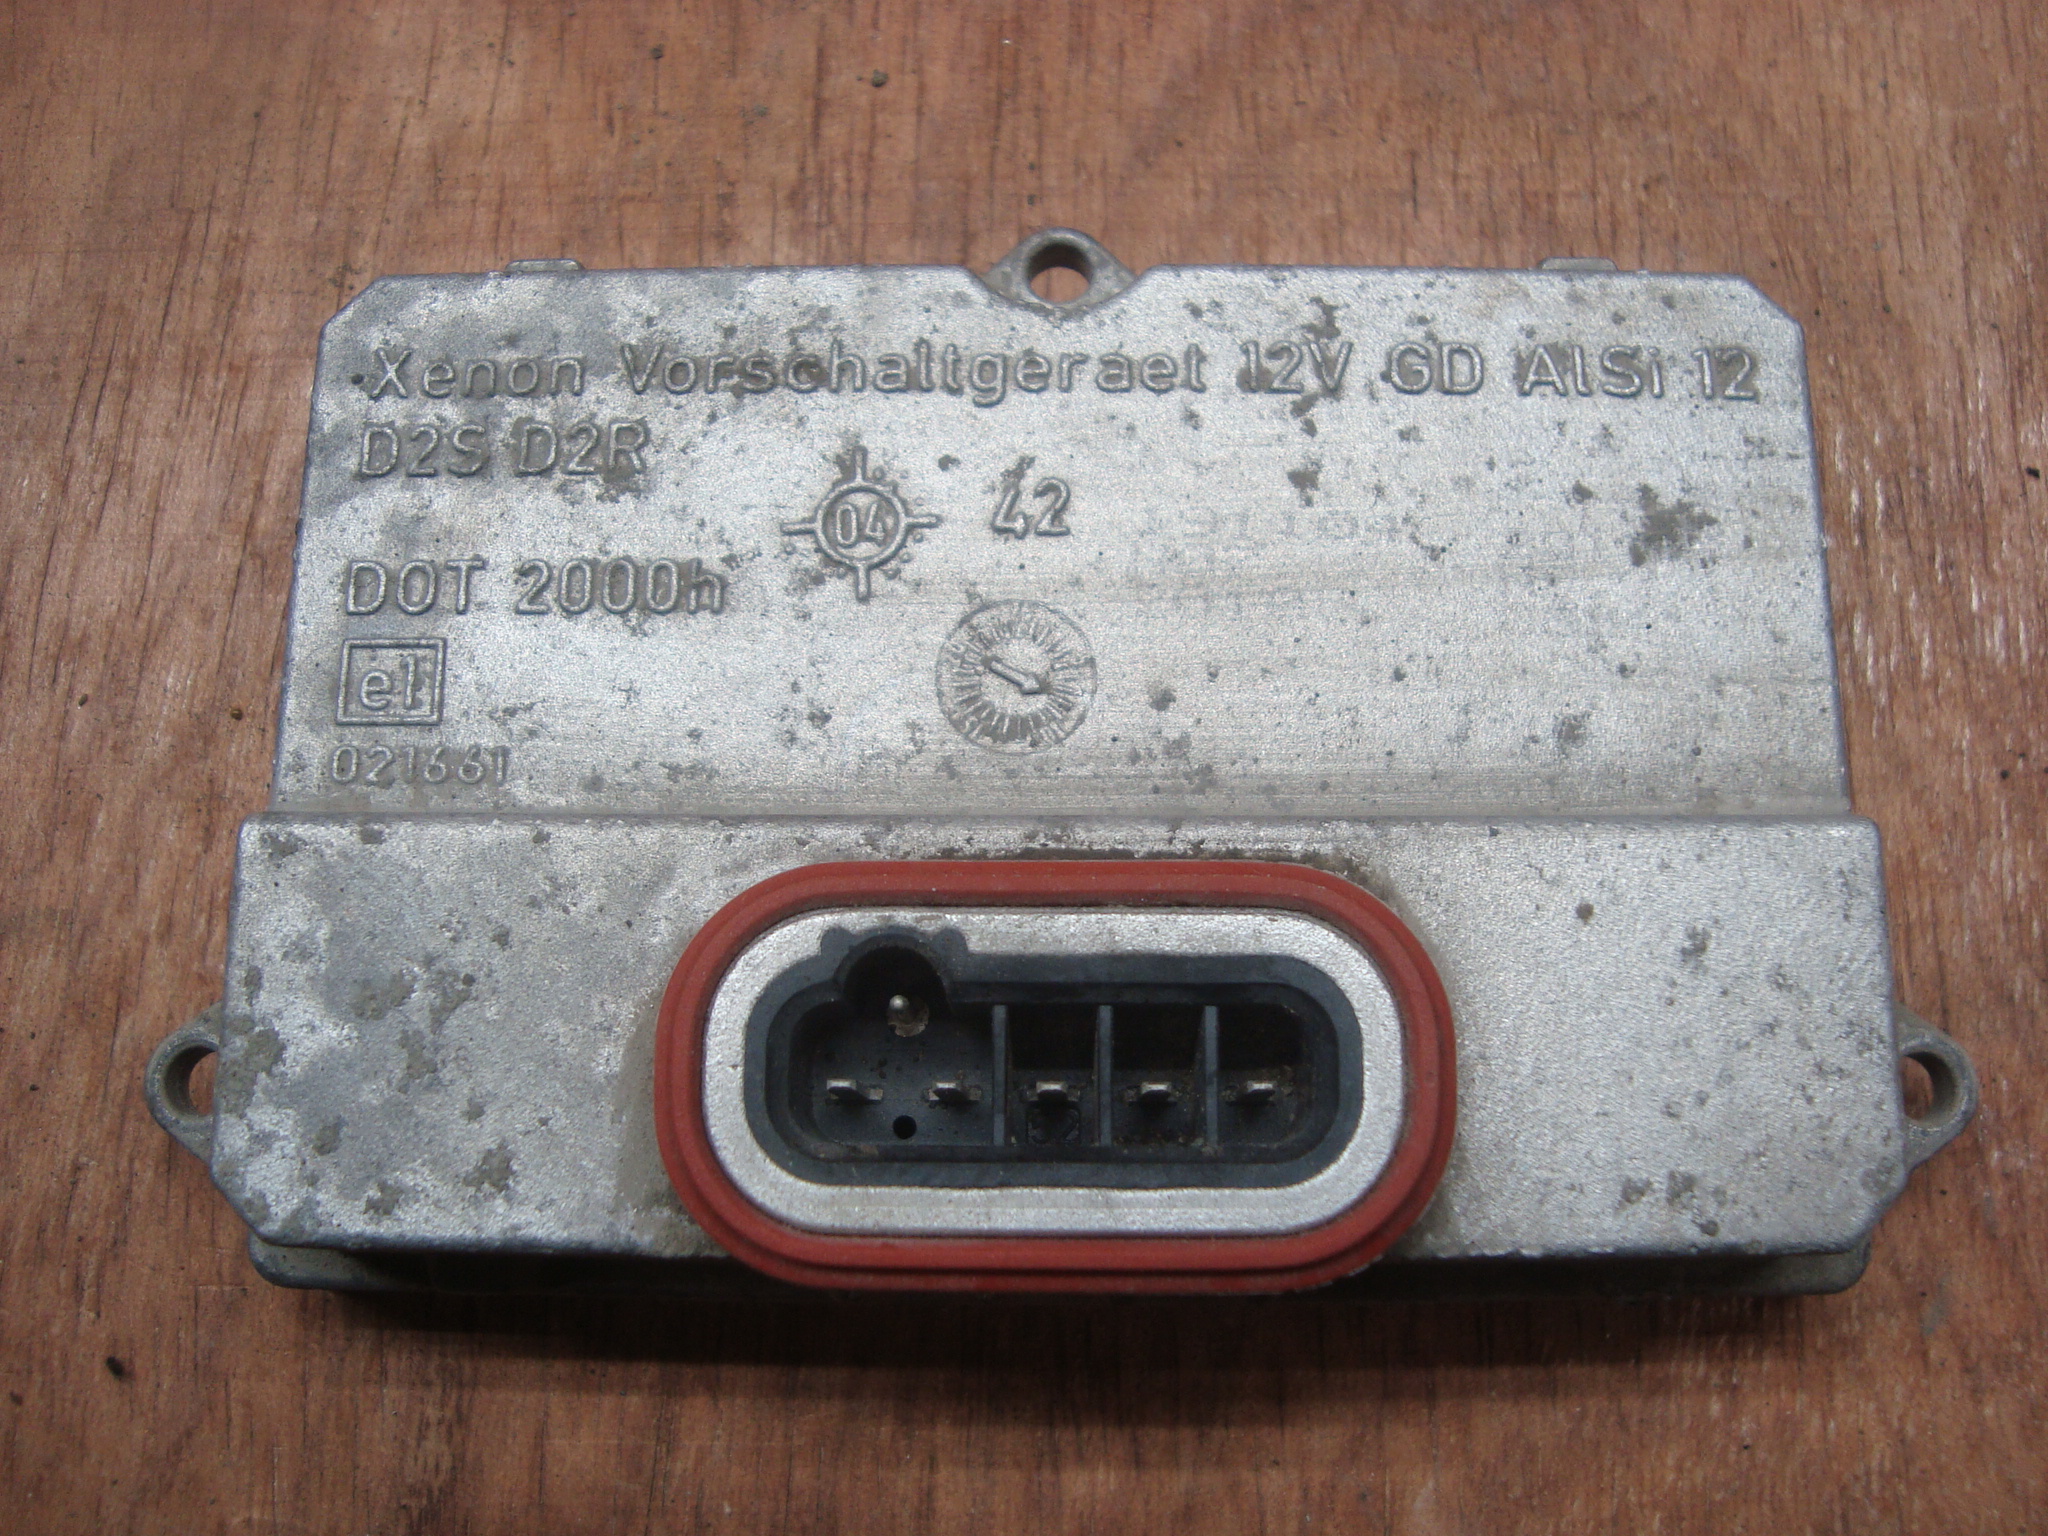 Xenon Vorschaltgeraet 12V GD AlSi 12
D2S D2R
04
42
DOT 2000h
e1
021661